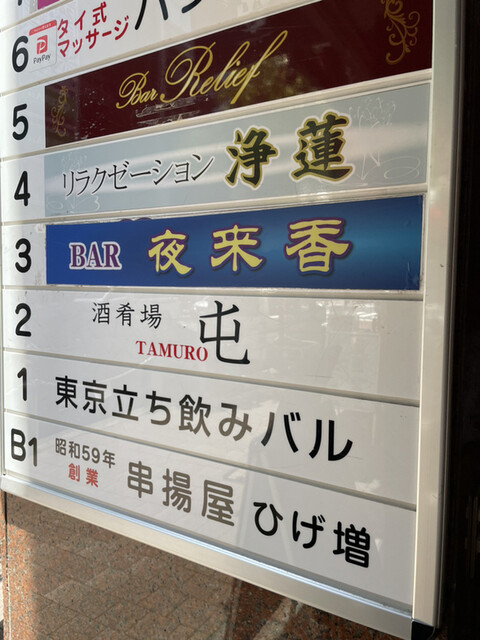 6 PayPay タイ式
マッサージ
5 Bar Relief
4 リラクゼーション 浄蓮
3 BAR 夜来香
2 酒肴場 屯
TAMURO
1 東京立ち飲みバル
B1 昭和59年
創業 串揚屋 ひげ増